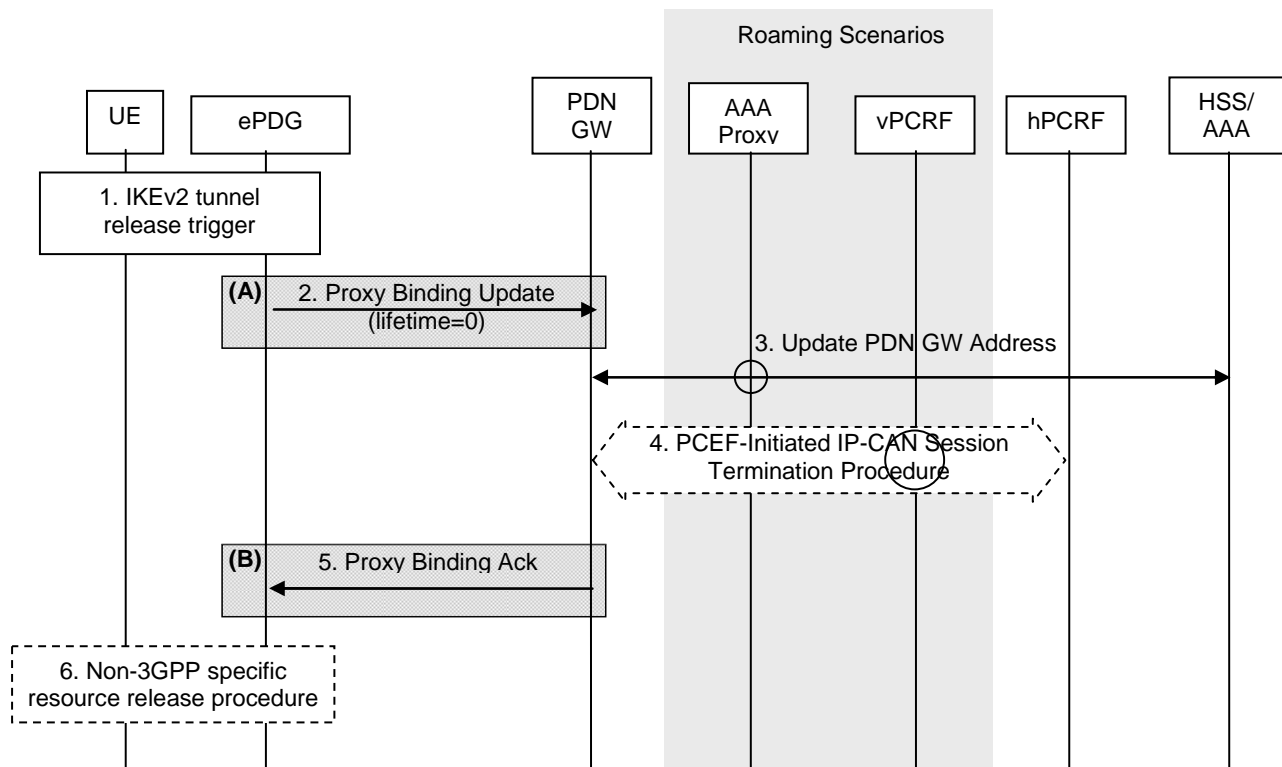 Roaming Scenarios
UE
ePDG
PDN
GW
AAA
Proxy
vPCRF
hPCRF
HSS/
AAA
1. IKEv2 tunnel
release trigger
(A)
2. Proxy Binding Update
(lifetime=0)
3. Update PDN GW Address
4. PCEF-Initiated IP-CAN Session
Termination Procedure
(B)
5. Proxy Binding Ack
6. Non-3GPP specific
resource release procedure